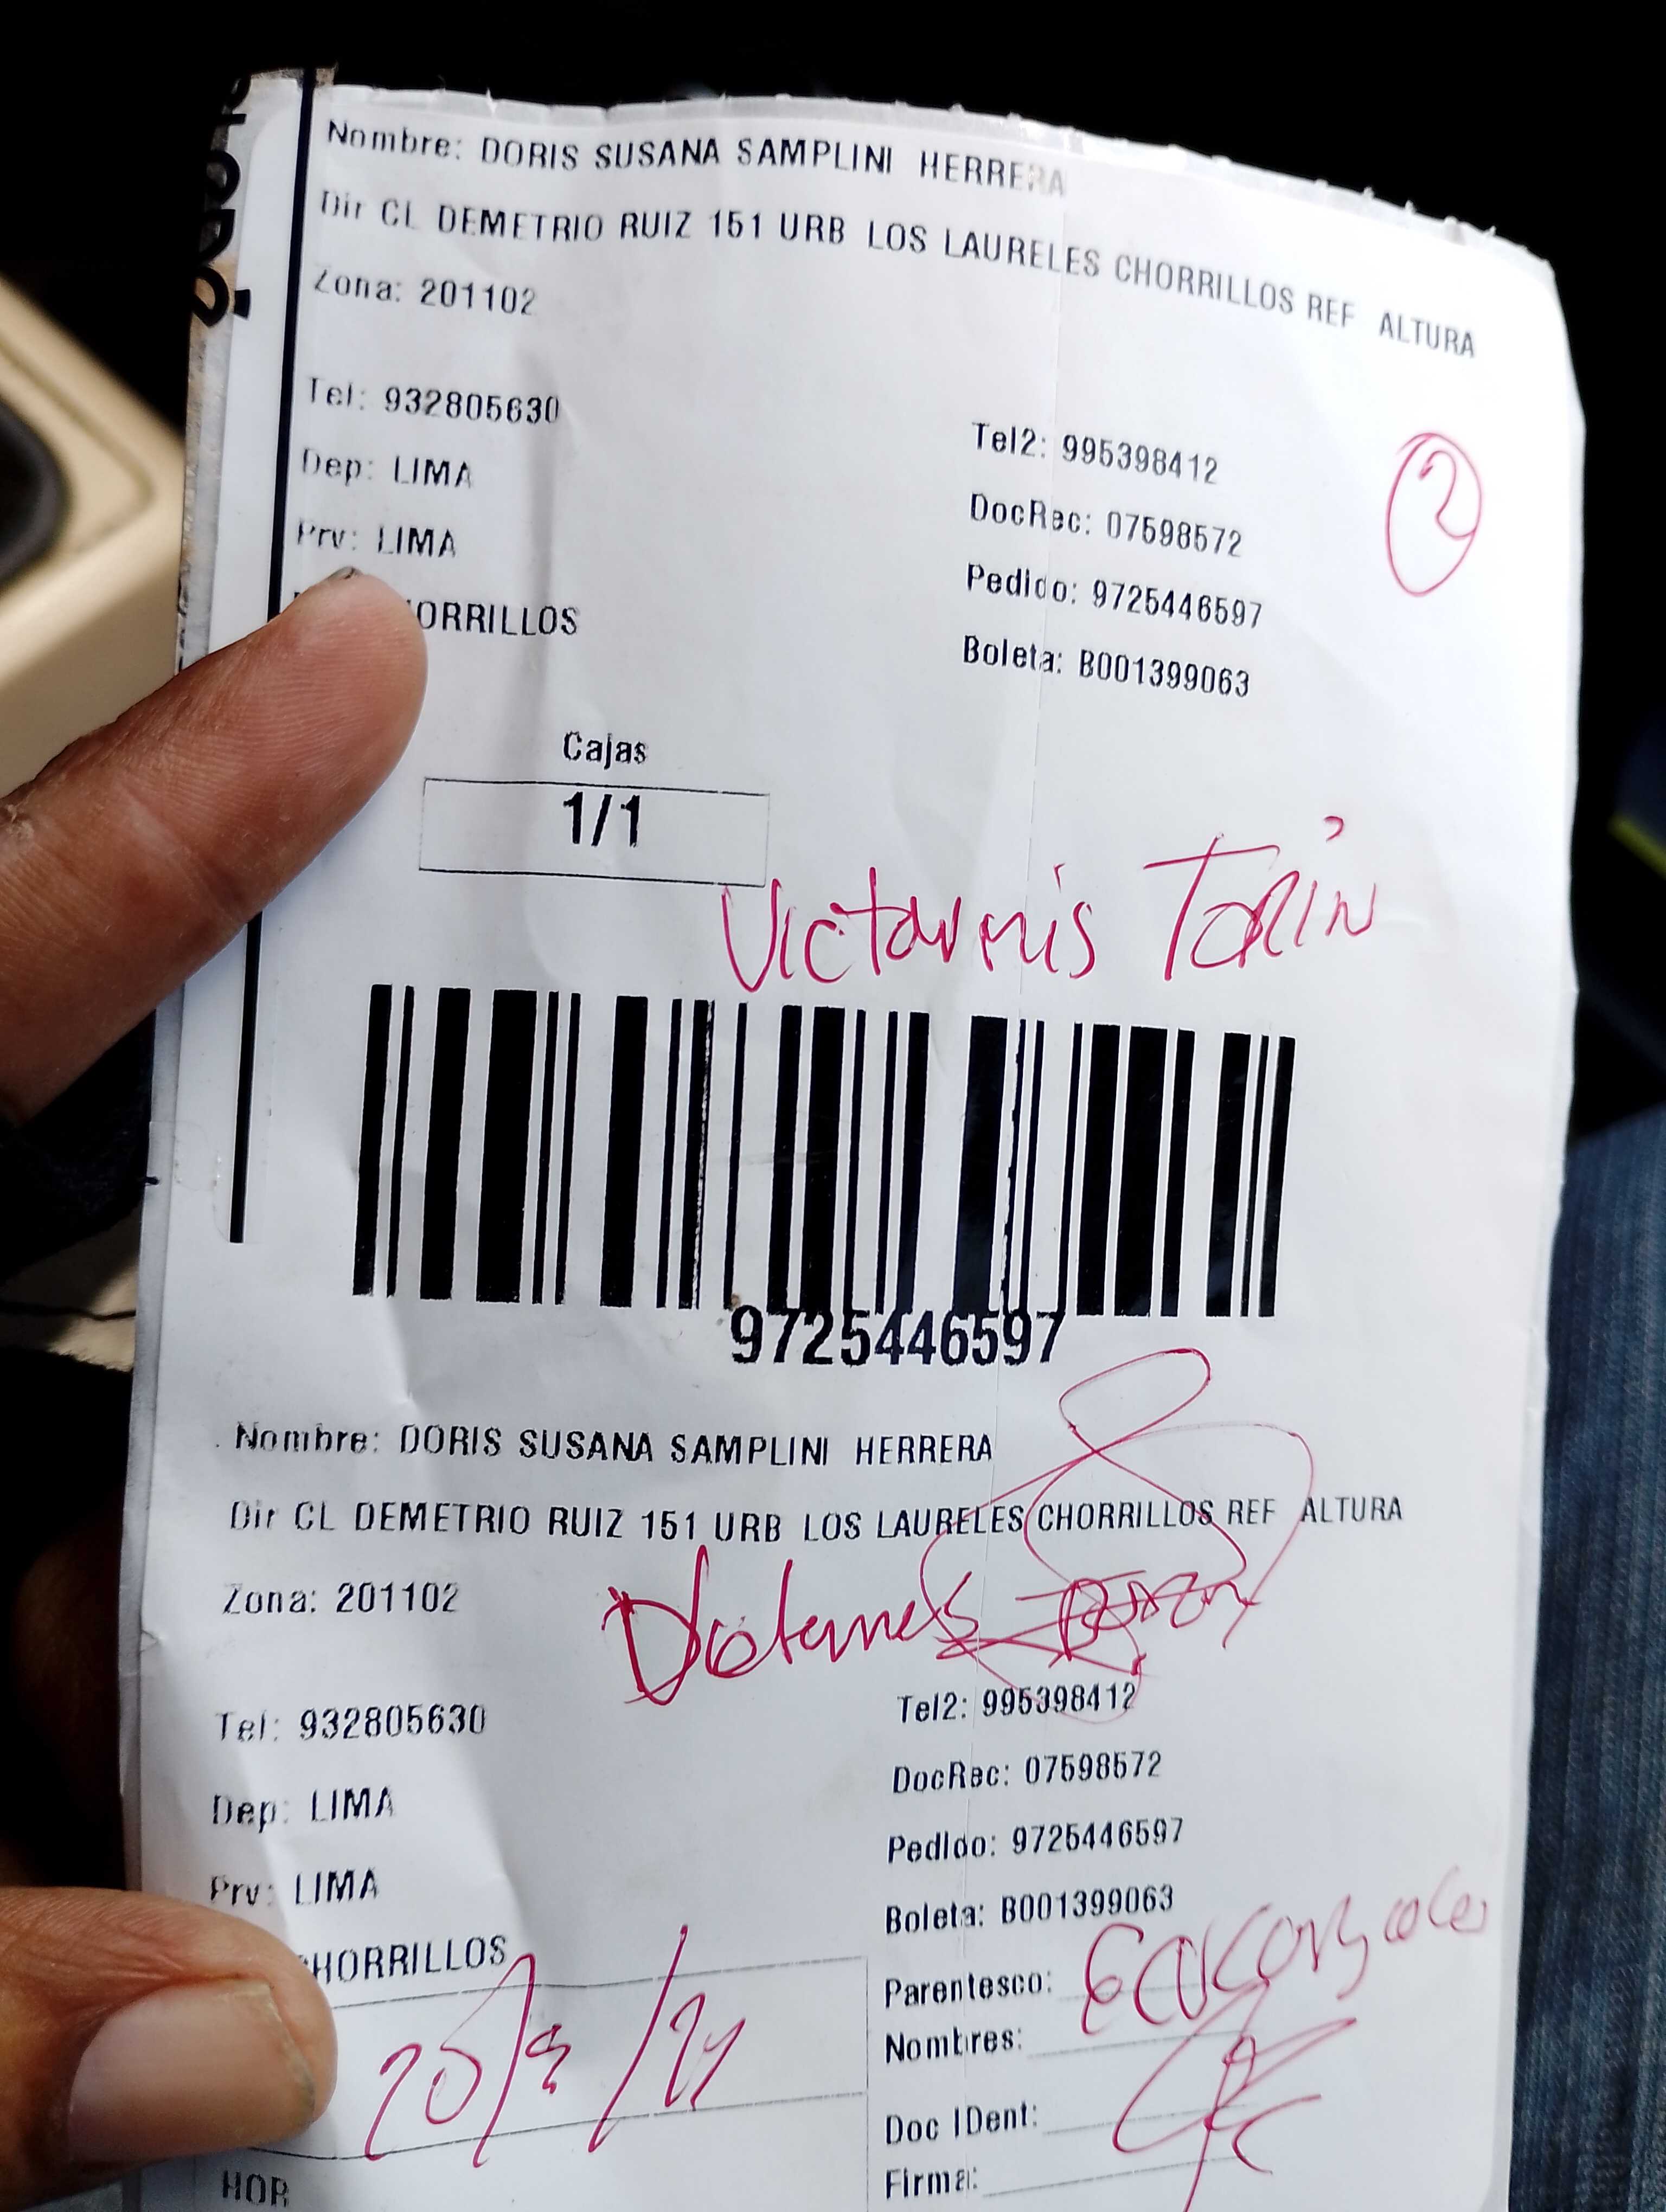 Nombre: DORIS SUSANA SAMPLINI HERRERA
Dir CL DEMETRIO RUIZ 151 URB LOS LAURELES CHORRILLOS REF ALTURA
Zona: 201102
Tel: 932805630
Tel2: 995398412
Dep: LIMA
DocRec: 07598572
Prv: LIMA
Pedido: 9725446597
ORRILLOS
Boleta: B001399063
2
Cajas
1/1
9725446597
Nombre: DORIS SUSANA SAMPLINI HERRERA
Dir CL DEMETRIO RUIZ 151 URB LOS LAURELES CHORRILLOS REF ALTURA
Zona: 201102
Tel: 932805630
Tel2: 995398412
Dep: LIMA
DocRec: 07598572
Prv: LIMA
Pedido: 9725446597
HORRILLOS
Boleta: B001399063
Parentesco:
Nombres:
Doc IDent:
HOR
Firma: